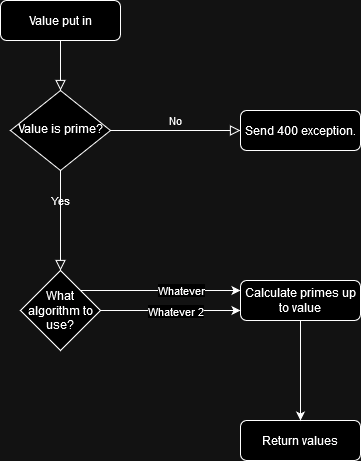 Value put in
Value is prime?
No
Send 400 exception.
Yes
What
algorithm to
use?
Whatever
Whatever 2
Calculate primes up
to value
Return values